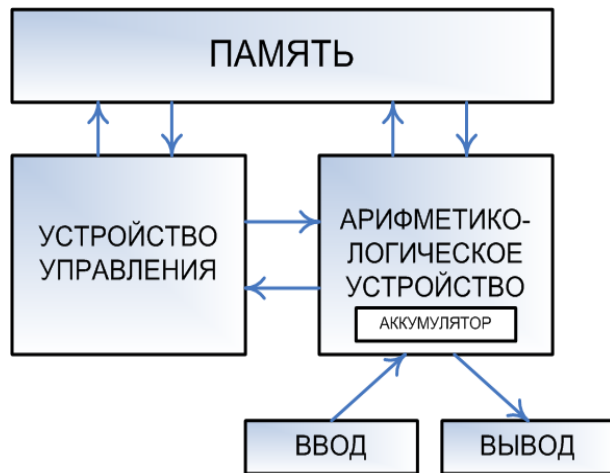 ПАМЯТЬ
УСТРОЙСТВО
УПРАВЛЕНИЯ
АРИФМЕТИКО-
ЛОГИЧЕСКОЕ
УСТРОЙСТВО
АККУМУЛЯТОР
ВВОД
ВЫВОД